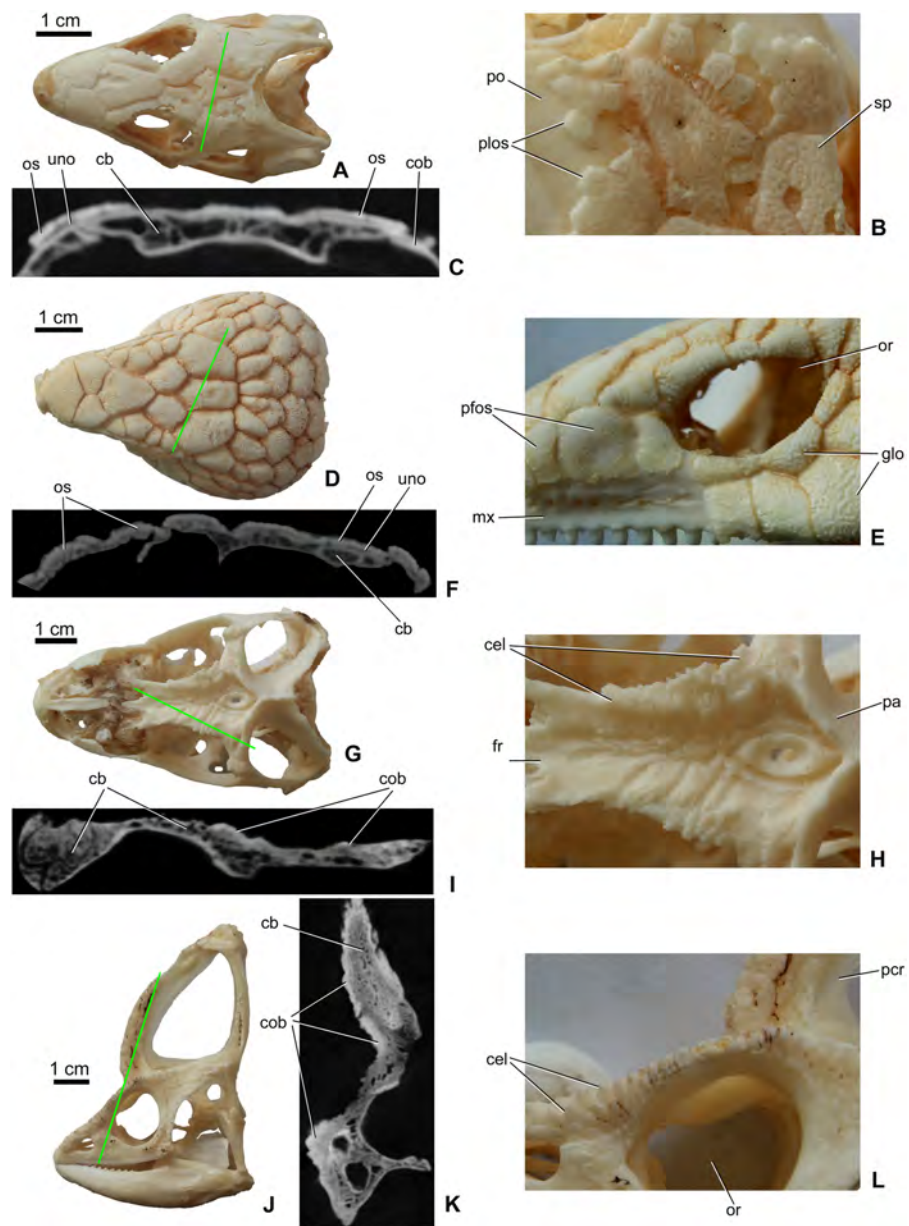 1 cm
A
po
plos
sp
B
os
uno
cb
os
cob
C
1 cm
D
or
pfos
glo
mx
E
os
os
uno
cb
F
1 cm
G
cel
pa
fr
H
cb
cob
I
1 cm
J
cb
cob
K
pcr
cel
or
L